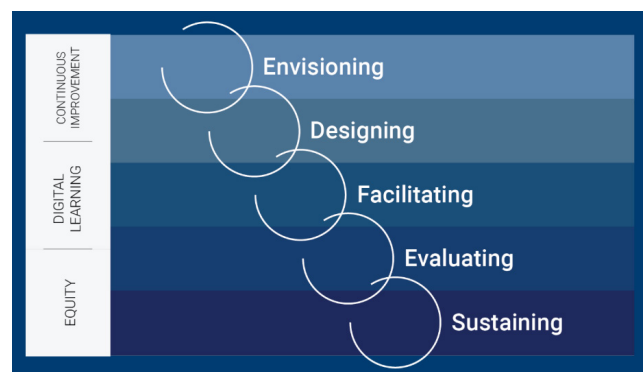 CONTINUOUS
IMPROVEMENT
DIGITAL
LEARNING
EQUITY
Envisioning
Designing
Facilitating
Evaluating
Sustaining